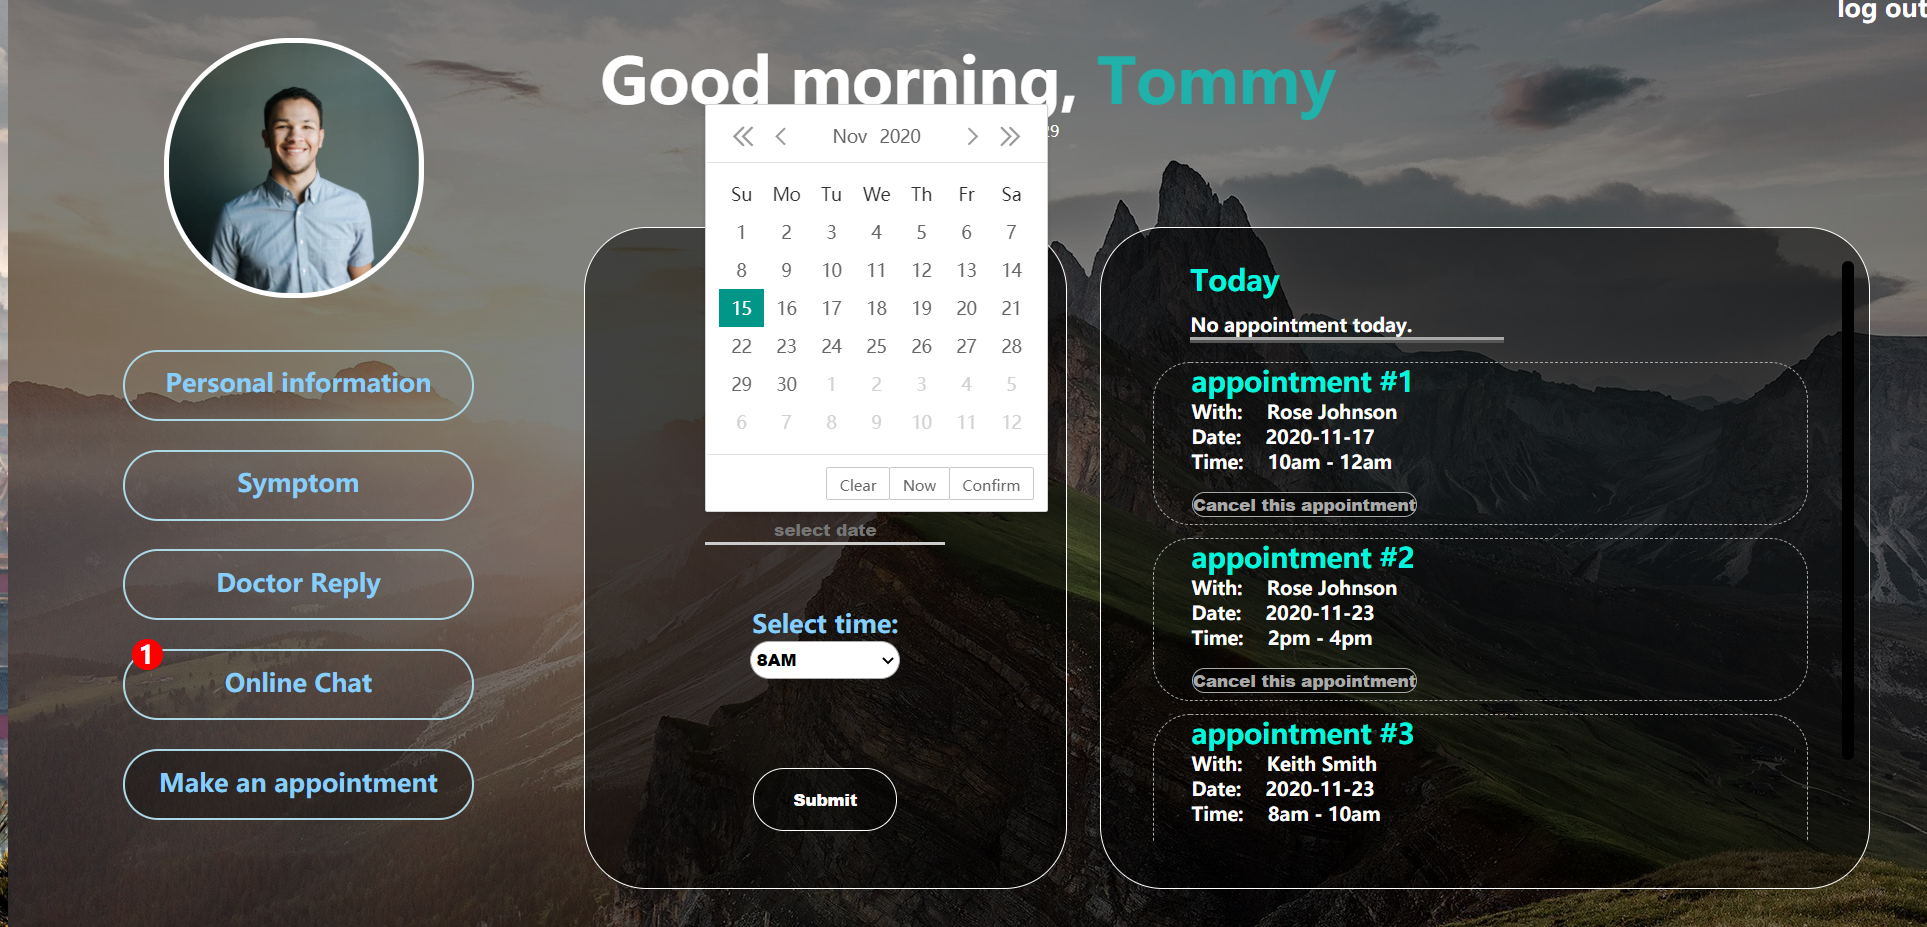 log out
Good morning, Tommy
29
Nov 2020
Su Mo Tu We Th Fr Sa
1 2 3 4 5 6 7
8 9 10 11 12 13 14
15 16 17 18 19 20 21
22 23 24 25 26 27 28
29 30 1 2 3 4 5
6 7 8 9 10 11 12
Clear Now Confirm
select date
Select time:
8AM
Submit
Personal information
Symptom
Doctor Reply
1
Online Chat
Make an appointment
Today
No appointment today.
appointment #1
With: Rose Johnson
Date: 2020-11-17
Time: 10am - 12am
Cancel this appointment
appointment #2
With: Rose Johnson
Date: 2020-11-23
Time: 2pm - 4pm
Cancel this appointment
appointment #3
With: Keith Smith
Date: 2020-11-23
Time: 8am - 10am